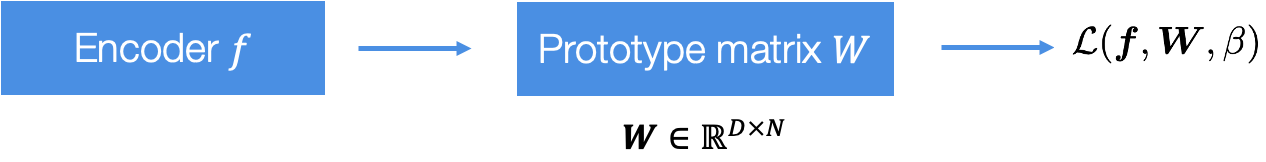 Encoder f
Prototype matrix W
ℒ(f, W, β)
W ∈ ℝ^{D×N}